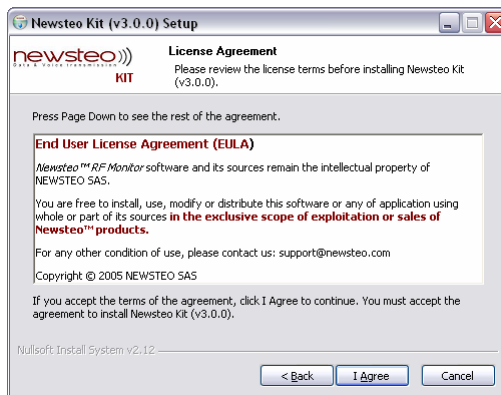 Newsteo Kit (v3.0.0) Setup
newsteo))
Data & Voice transmission
KIT
License Agreement
Please review the license terms before installing Newsteo Kit
(v3.0.0).
Press Page Down to see the rest of the agreement.
End User License Agreement (EULA)
Newsteo™ RF Monitor software and its sources remain the intellectual property of
NEWSTEO SAS.
You are free to install, use, modify or distribute this software or any of application using
whole or part of its sources in the exclusive scope of exploitation or sales of
Newsteo™ products.
For any other condition of use, please contact us: support@newsteo.com
Copyright © 2005 NEWSTEO SAS
If you accept the terms of the agreement, click I Agree to continue. You must accept the
agreement to install Newsteo Kit (v3.0.0).
Nullsoft Install System v2.12
< Back
I Agree
Cancel